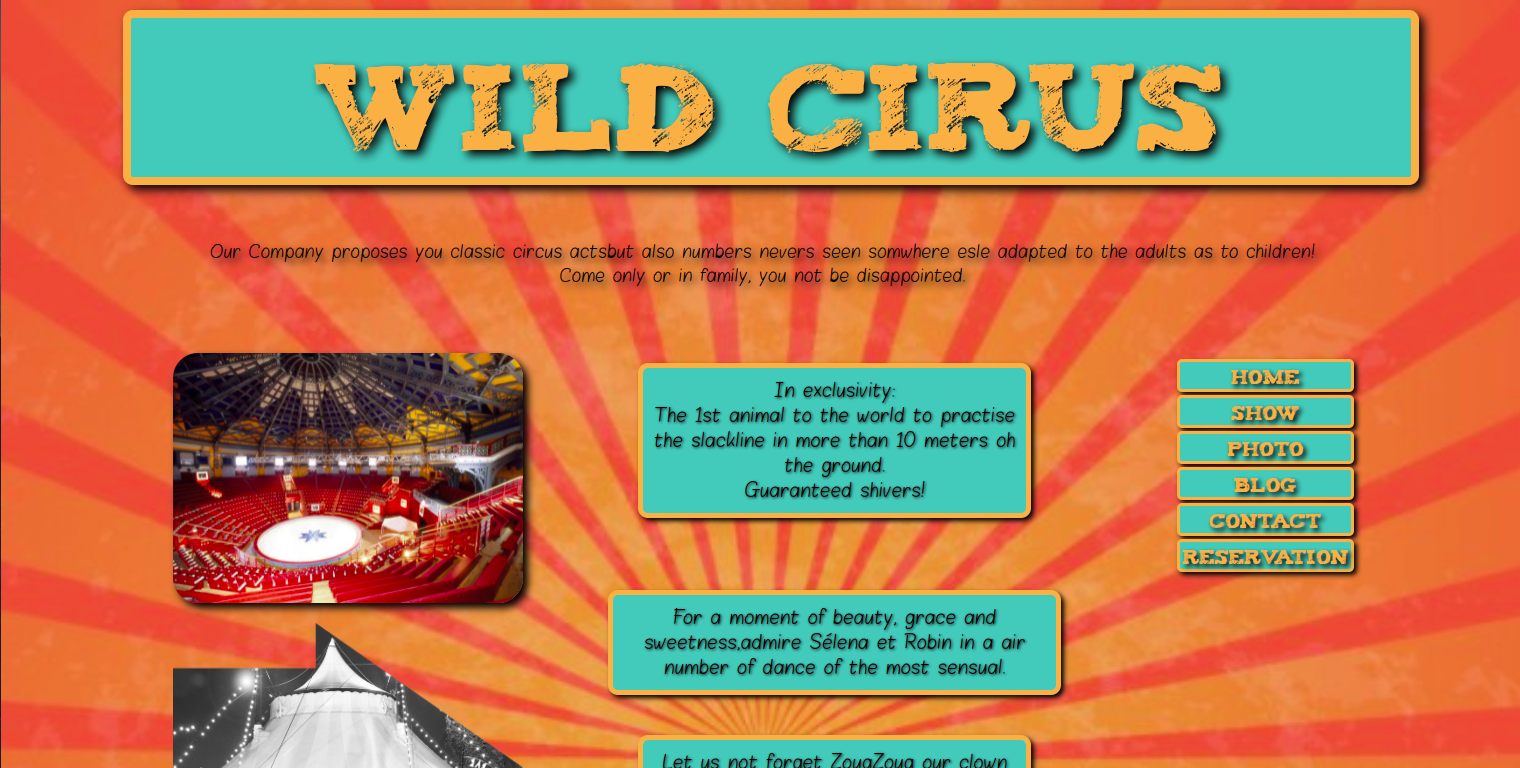 WILD CIRUS
Our Company proposes you classic circus actsbut also numbers nevers seen somwhere esle adapted to the adults as to children!
Come only or in family, you not be disappointed.
In exclusivity:
The 1st animal to the world to practise
the slackline in more than 10 meters oh
the ground.
Guaranteed shivers!
HOME
SHOW
PHOTO
BLOG
CONTACT
RESERVATION
For a moment of beauty, grace and
sweetness,admire Sélena et Robin in a air
number of dance of the most sensual.
Let us not forget ZougZoug our clown